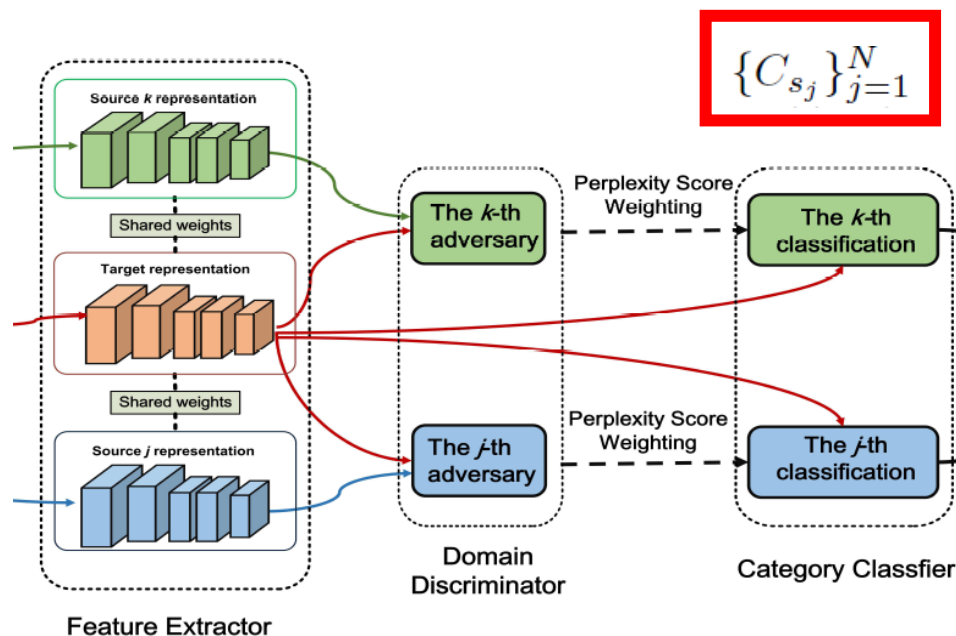 {C_{s_j}}_{j=1}^{N}
Source k representation
Shared weights
Target representation
Shared weights
Source j representation
Feature Extractor
The k-th
adversary
The j-th
adversary
Domain
Discriminator
Perplexity Score
Weighting
Perplexity Score
Weighting
The k-th
classification
The j-th
classification
Category Classfier